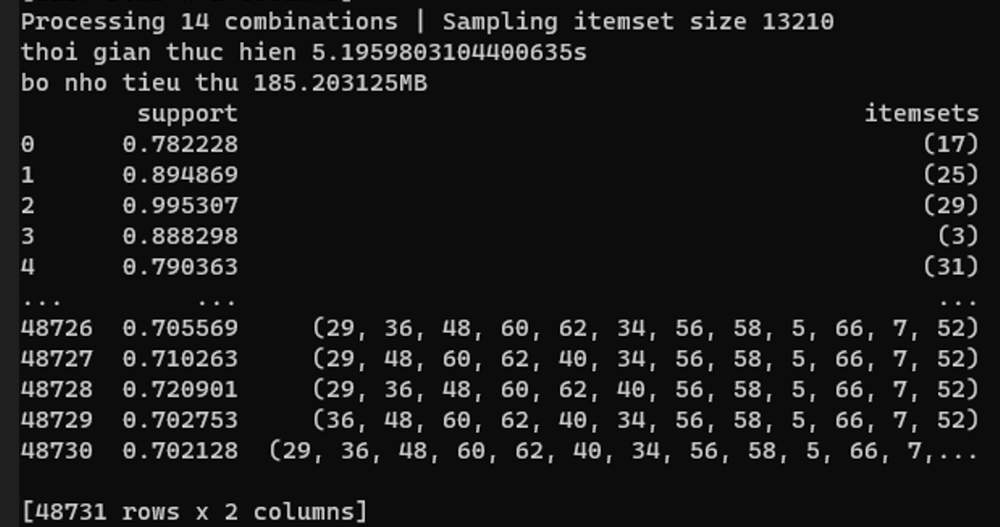 Processing 14 combinations | Sampling itemset size 13210
thoi gian thuc hien 5.1959803104400635s
bo nho tieu thu 185.203125MB
support itemsets
0 0.782228 (17)
1 0.894869 (25)
2 0.995307 (29)
3 0.888298 (3)
4 0.790363 (31)
... ... ...
48726 0.705569 (29, 36, 48, 60, 62, 34, 56, 58, 5, 66, 7, 52)
48727 0.710263 (29, 48, 60, 62, 40, 34, 56, 58, 5, 66, 7, 52)
48728 0.720901 (29, 36, 48, 60, 62, 40, 56, 58, 5, 66, 7, 52)
48729 0.702753 (36, 48, 60, 62, 40, 34, 56, 58, 5, 66, 7, 52)
48730 0.702128 (29, 36, 48, 60, 62, 40, 34, 56, 58, 5, 66, 7,...
[48731 rows x 2 columns]